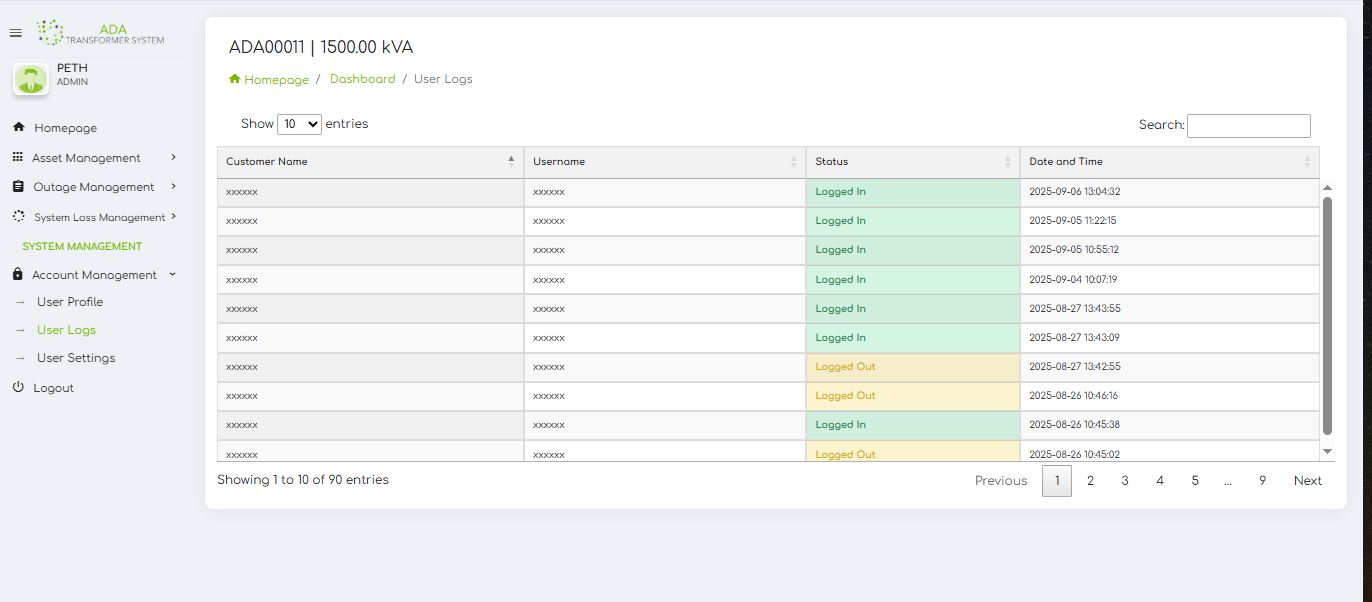 ADA
TRANSFORMER SYSTEM
PETH
ADMIN
Homepage
Asset Management
Outage Management
System Loss Management
SYSTEM MANAGEMENT
Account Management
User Profile
User Logs
User Settings
Logout
ADA00011 | 1500.00 kVA
Homepage / Dashboard / User Logs
Show 10 entries Search:
Customer Name Username Status Date and Time
xxxxxx xxxxxx Logged In 2025-09-06 13:04:32
xxxxxx xxxxxx Logged In 2025-09-05 11:22:15
xxxxxx xxxxxx Logged In 2025-09-05 10:55:12
xxxxxx xxxxxx Logged In 2025-09-04 10:07:19
xxxxxx xxxxxx Logged In 2025-08-27 13:43:55
xxxxxx xxxxxx Logged In 2025-08-27 13:43:09
xxxxxx xxxxxx Logged Out 2025-08-27 13:42:55
xxxxxx xxxxxx Logged Out 2025-08-26 10:46:16
xxxxxx xxxxxx Logged In 2025-08-26 10:45:38
xxxxxx xxxxxx Logged Out 2025-08-26 10:45:02
Showing 1 to 10 of 90 entries Previous 1 2 3 4 5 ... 9 Next